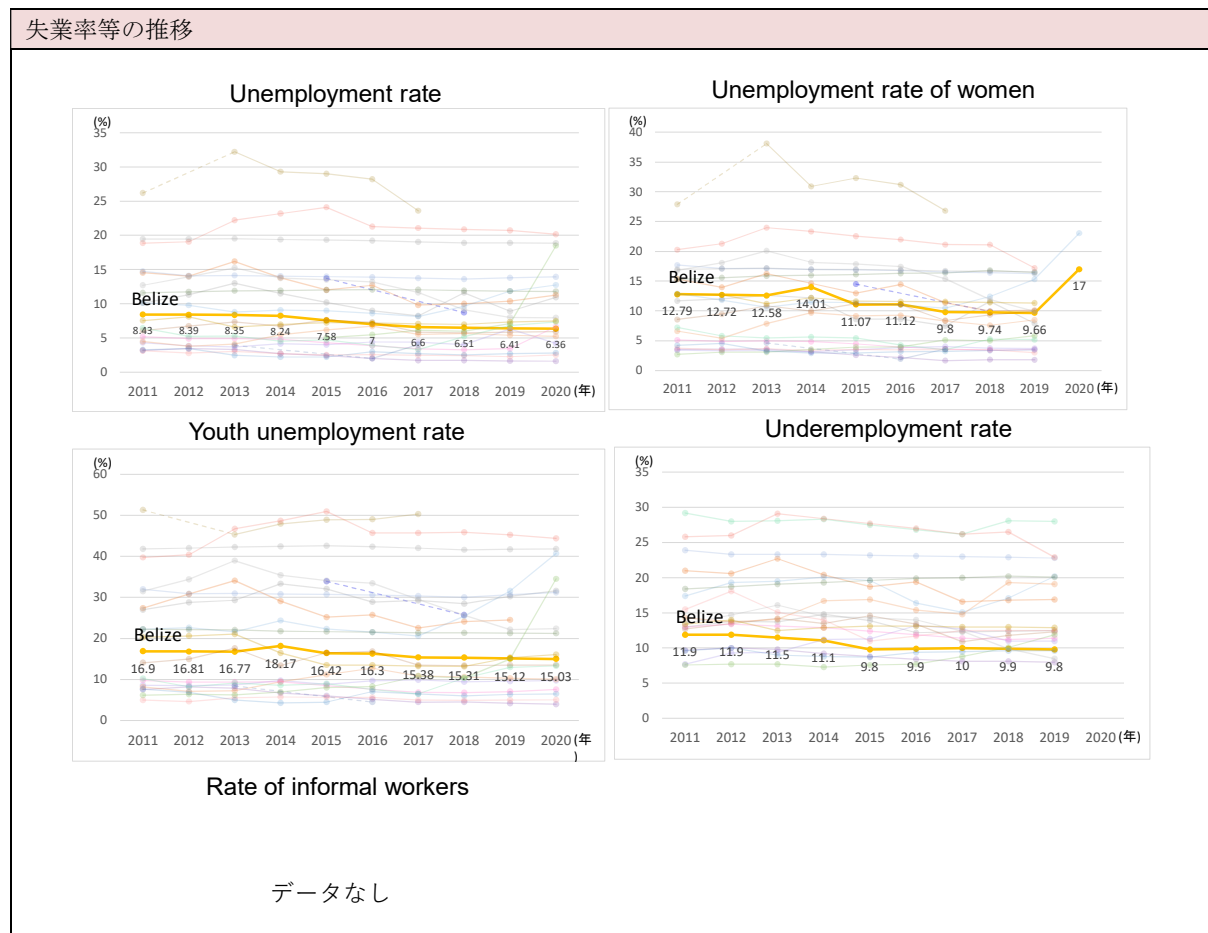 失業率等の推移
Unemployment rate
(%)
35
30
25
20
15
10
5
0
Belize
8.43 8.39 8.35 8.24 7.58 7 6.6 6.51 6.41 6.36
2011 2012 2013 2014 2015 2016 2017 2018 2019 2020 (年)
Unemployment rate of women
(%)
40
35
30
25
20
15
10
5
0
Belize
12.79 12.72 12.58 14.01 11.07 11.12 9.8 9.74 9.66 17
2011 2012 2013 2014 2015 2016 2017 2018 2019 2020 (年)
Youth unemployment rate
(%)
60
50
40
30
20
10
0
Belize
16.9 16.81 16.77 18.17 16.42 16.3 15.38 15.31 15.12 15.03
2011 2012 2013 2014 2015 2016 2017 2018 2019 2020 (年
)
Underemployment rate
(%)
35
30
25
20
15
10
5
0
Belize
11.9 11.9 11.5 11.1 9.8 9.9 10 9.9 9.8
2011 2012 2013 2014 2015 2016 2017 2018 2019 2020 (年)
Rate of informal workers
データなし